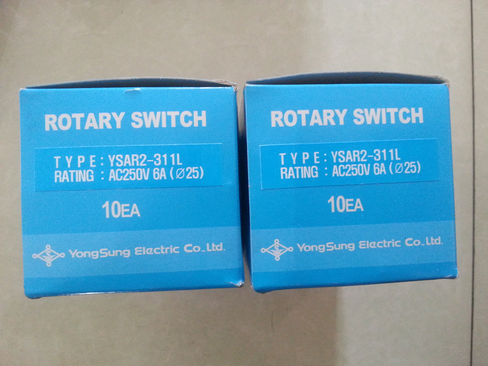 ROTARY SWITCH
TYPE : YSAR2-311L
RATING : AC250V 6A (Ø25)
10EA
YongSung Electric Co., Ltd.
ROTARY SWITCH
TYPE : YSAR2-311L
RATING : AC250V 6A (Ø25)
10EA
YongSung Electric Co., Ltd.